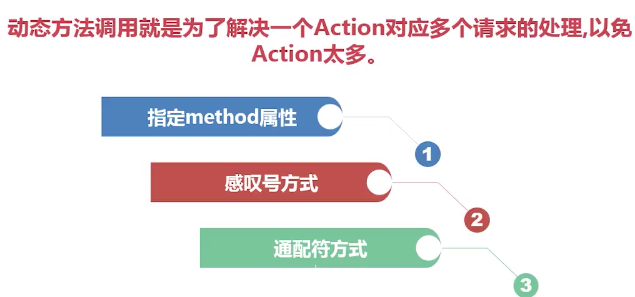 动态方法调用就是为了解决一个Action对应多个请求的处理,以免
Action太多。
指定method属性
1
感叹号方式
2
通配符方式
3